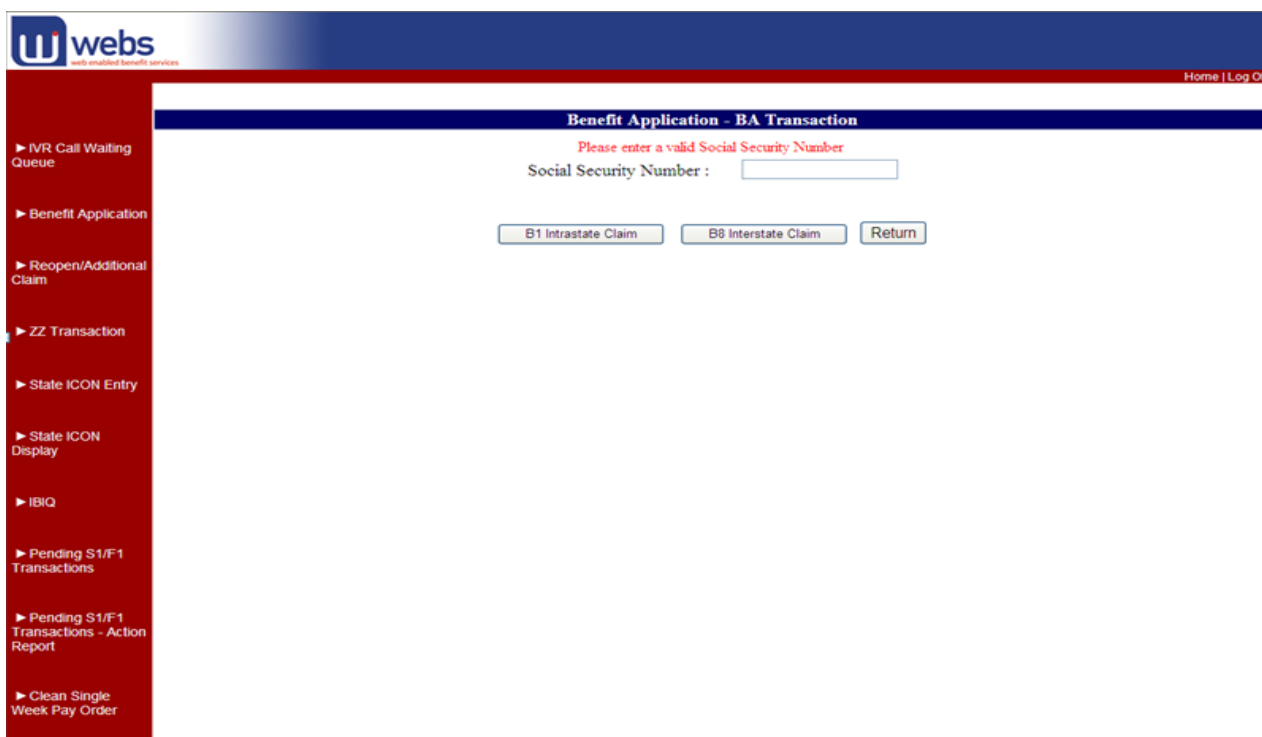 webs
web enabled benefit services
Home | Log O
Benefit Application - BA Transaction
Please enter a valid Social Security Number
Social Security Number :
B1 Intrastate Claim B8 Interstate Claim Return
► IVR Call Waiting
Queue
► Benefit Application
► Reopen/Additional
Claim
► ZZ Transaction
► State ICON Entry
► State ICON
Display
► IBIQ
► Pending S1/F1
Transactions
► Pending S1/F1
Transactions - Action
Report
► Clean Single
Week Pay Order